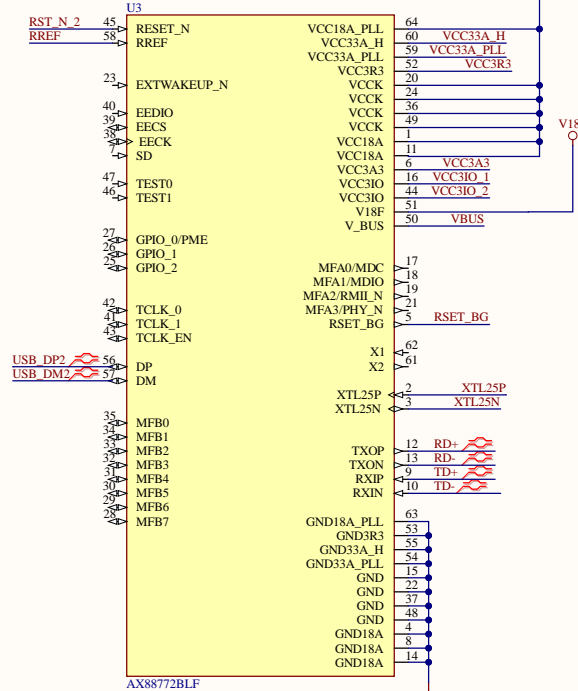 U3
RST_N_2 45 RESET_N VCC18A_PLL 64
RREF 58 RREF VCC33A_H 60 VCC33A_H
VCC33A_PLL 59 VCC33A_PLL
VCC3R3 52 VCC3R3
23 EXTWAKEUP_N VCCK 20
VCCK 24
40 EEDIO VCCK 36
39 EECS VCCK 49
38 EECK VCC18A 1
7 SD VCC18A 11
V18
VCC3A3 6 VCC3A3
47 TEST0 VCC3IO 16 VCC3IO_1
46 TEST1 VCC3IO 44 VCC3IO_2
V18F 51
V_BUS 50 VBUS
27 GPIO_0/PME
26 GPIO_1
25 GPIO_2 MFA0/MDC 17
MFA1/MDIO 18
MFA2/RMII_N 19
42 TCLK_0 MFA3/PHY_N 21
41 TCLK_1 RSET_BG 5 RSET_BG
43 TCLK_EN
X1 62
USB_DP2 56 DP X2 61
USB_DM2 57 DM
XTL25P 2 XTL25P
XTL25N 3 XTL25N
35 MFB0
34 MFB1
33 MFB2 TXOP 12 RD+
32 MFB3 TXON 13 RD-
31 MFB4 RXIP 9 TD+
30 MFB5 RXIN 10 TD-
29 MFB6
28 MFB7 GND18A_PLL 63
GND3R3 53
GND33A_H 55
GND33A_PLL 54
GND 15
GND 22
GND 37
GND 48
GND18A 4
GND18A 8
GND18A 14
AX88772BLF